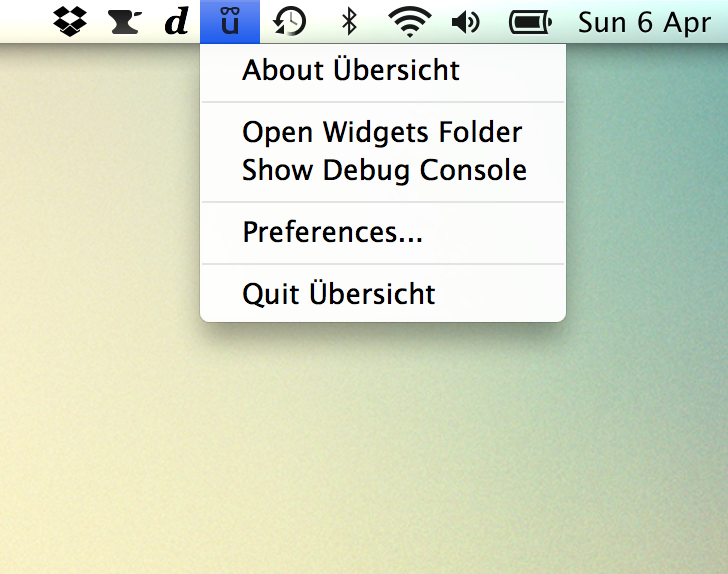 d ü Sun 6 Apr
About Übersicht
Open Widgets Folder
Show Debug Console
Preferences...
Quit Übersicht